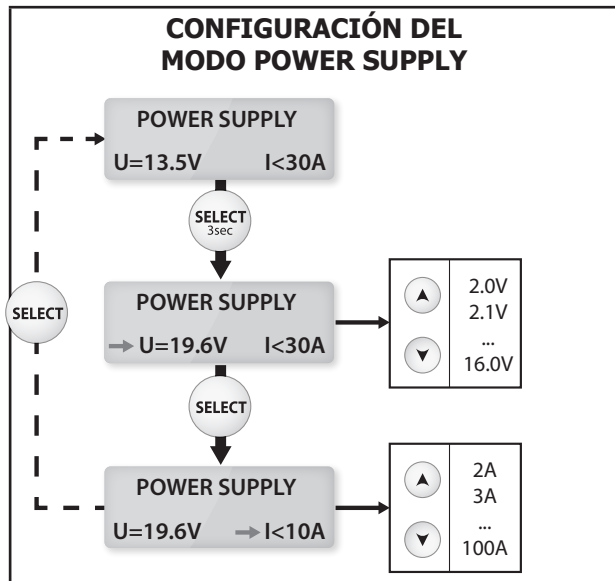 CONFIGURACIÓN DEL
MODO POWER SUPPLY
POWER SUPPLY
U=13.5V I<30A
SELECT
3sec
POWER SUPPLY
U=19.6V I<30A
2.0V
2.1V
...
16.0V
SELECT
SELECT
POWER SUPPLY
U=19.6V I<10A
2A
3A
...
100A